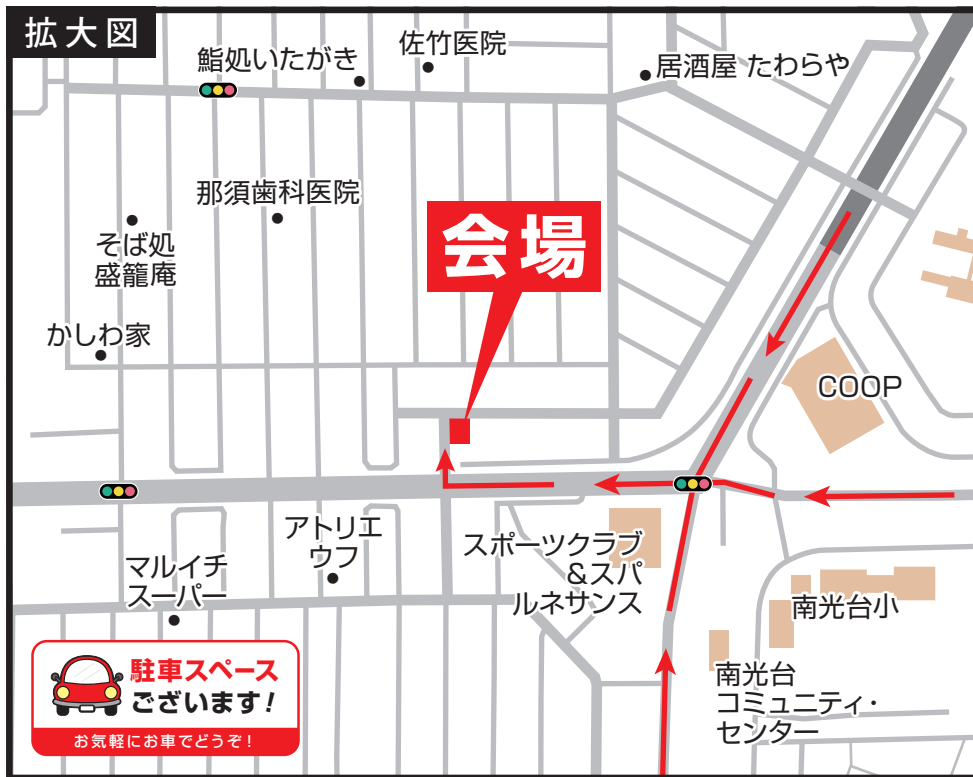 拡大図
鮨処いたがき
佐竹医院
居酒屋 たわらや
那須歯科医院
そば処
盛籠庵
会場
かしわ家
COOP
アトリエ
ウフ
マルイチ
スーパー
スポーツクラブ
&スパ
ルネサンス
南光台小
南光台
コミュニティ・
センター
駐車スペース
ございます!
お気軽にお車でどうぞ!